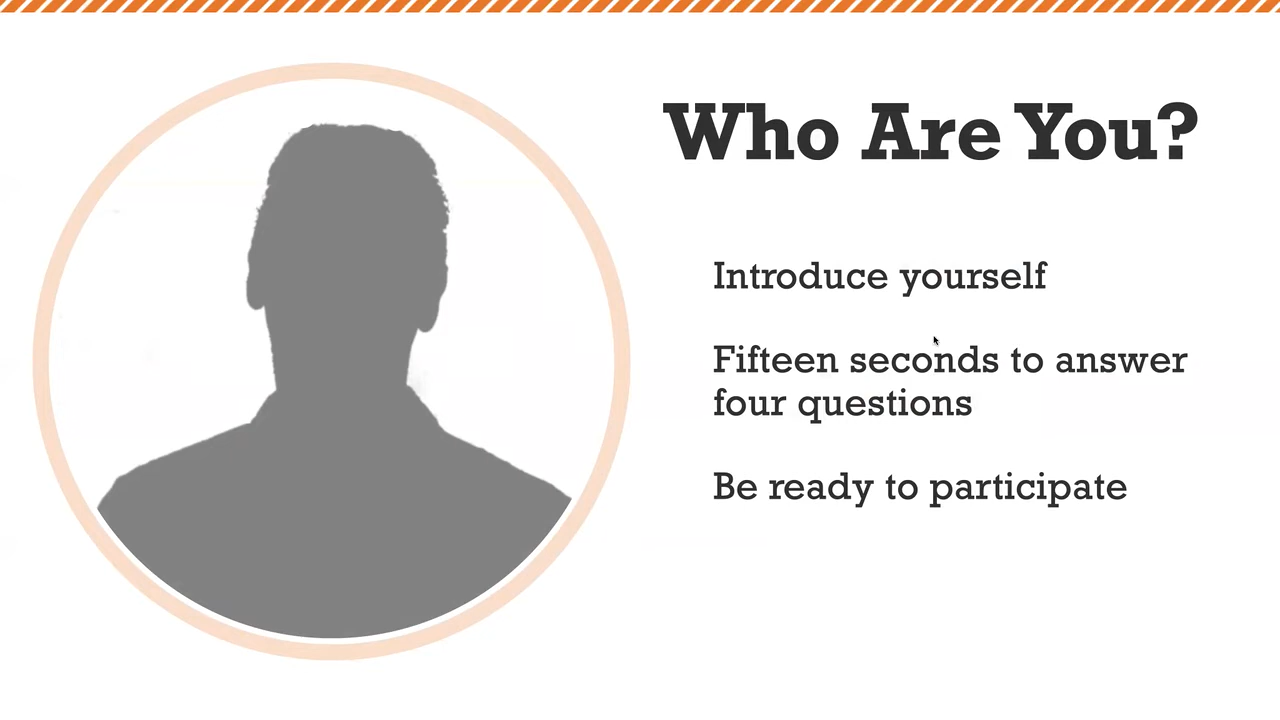 Who Are You?
Introduce yourself
Fifteen seconds to answer
four questions
Be ready to participate